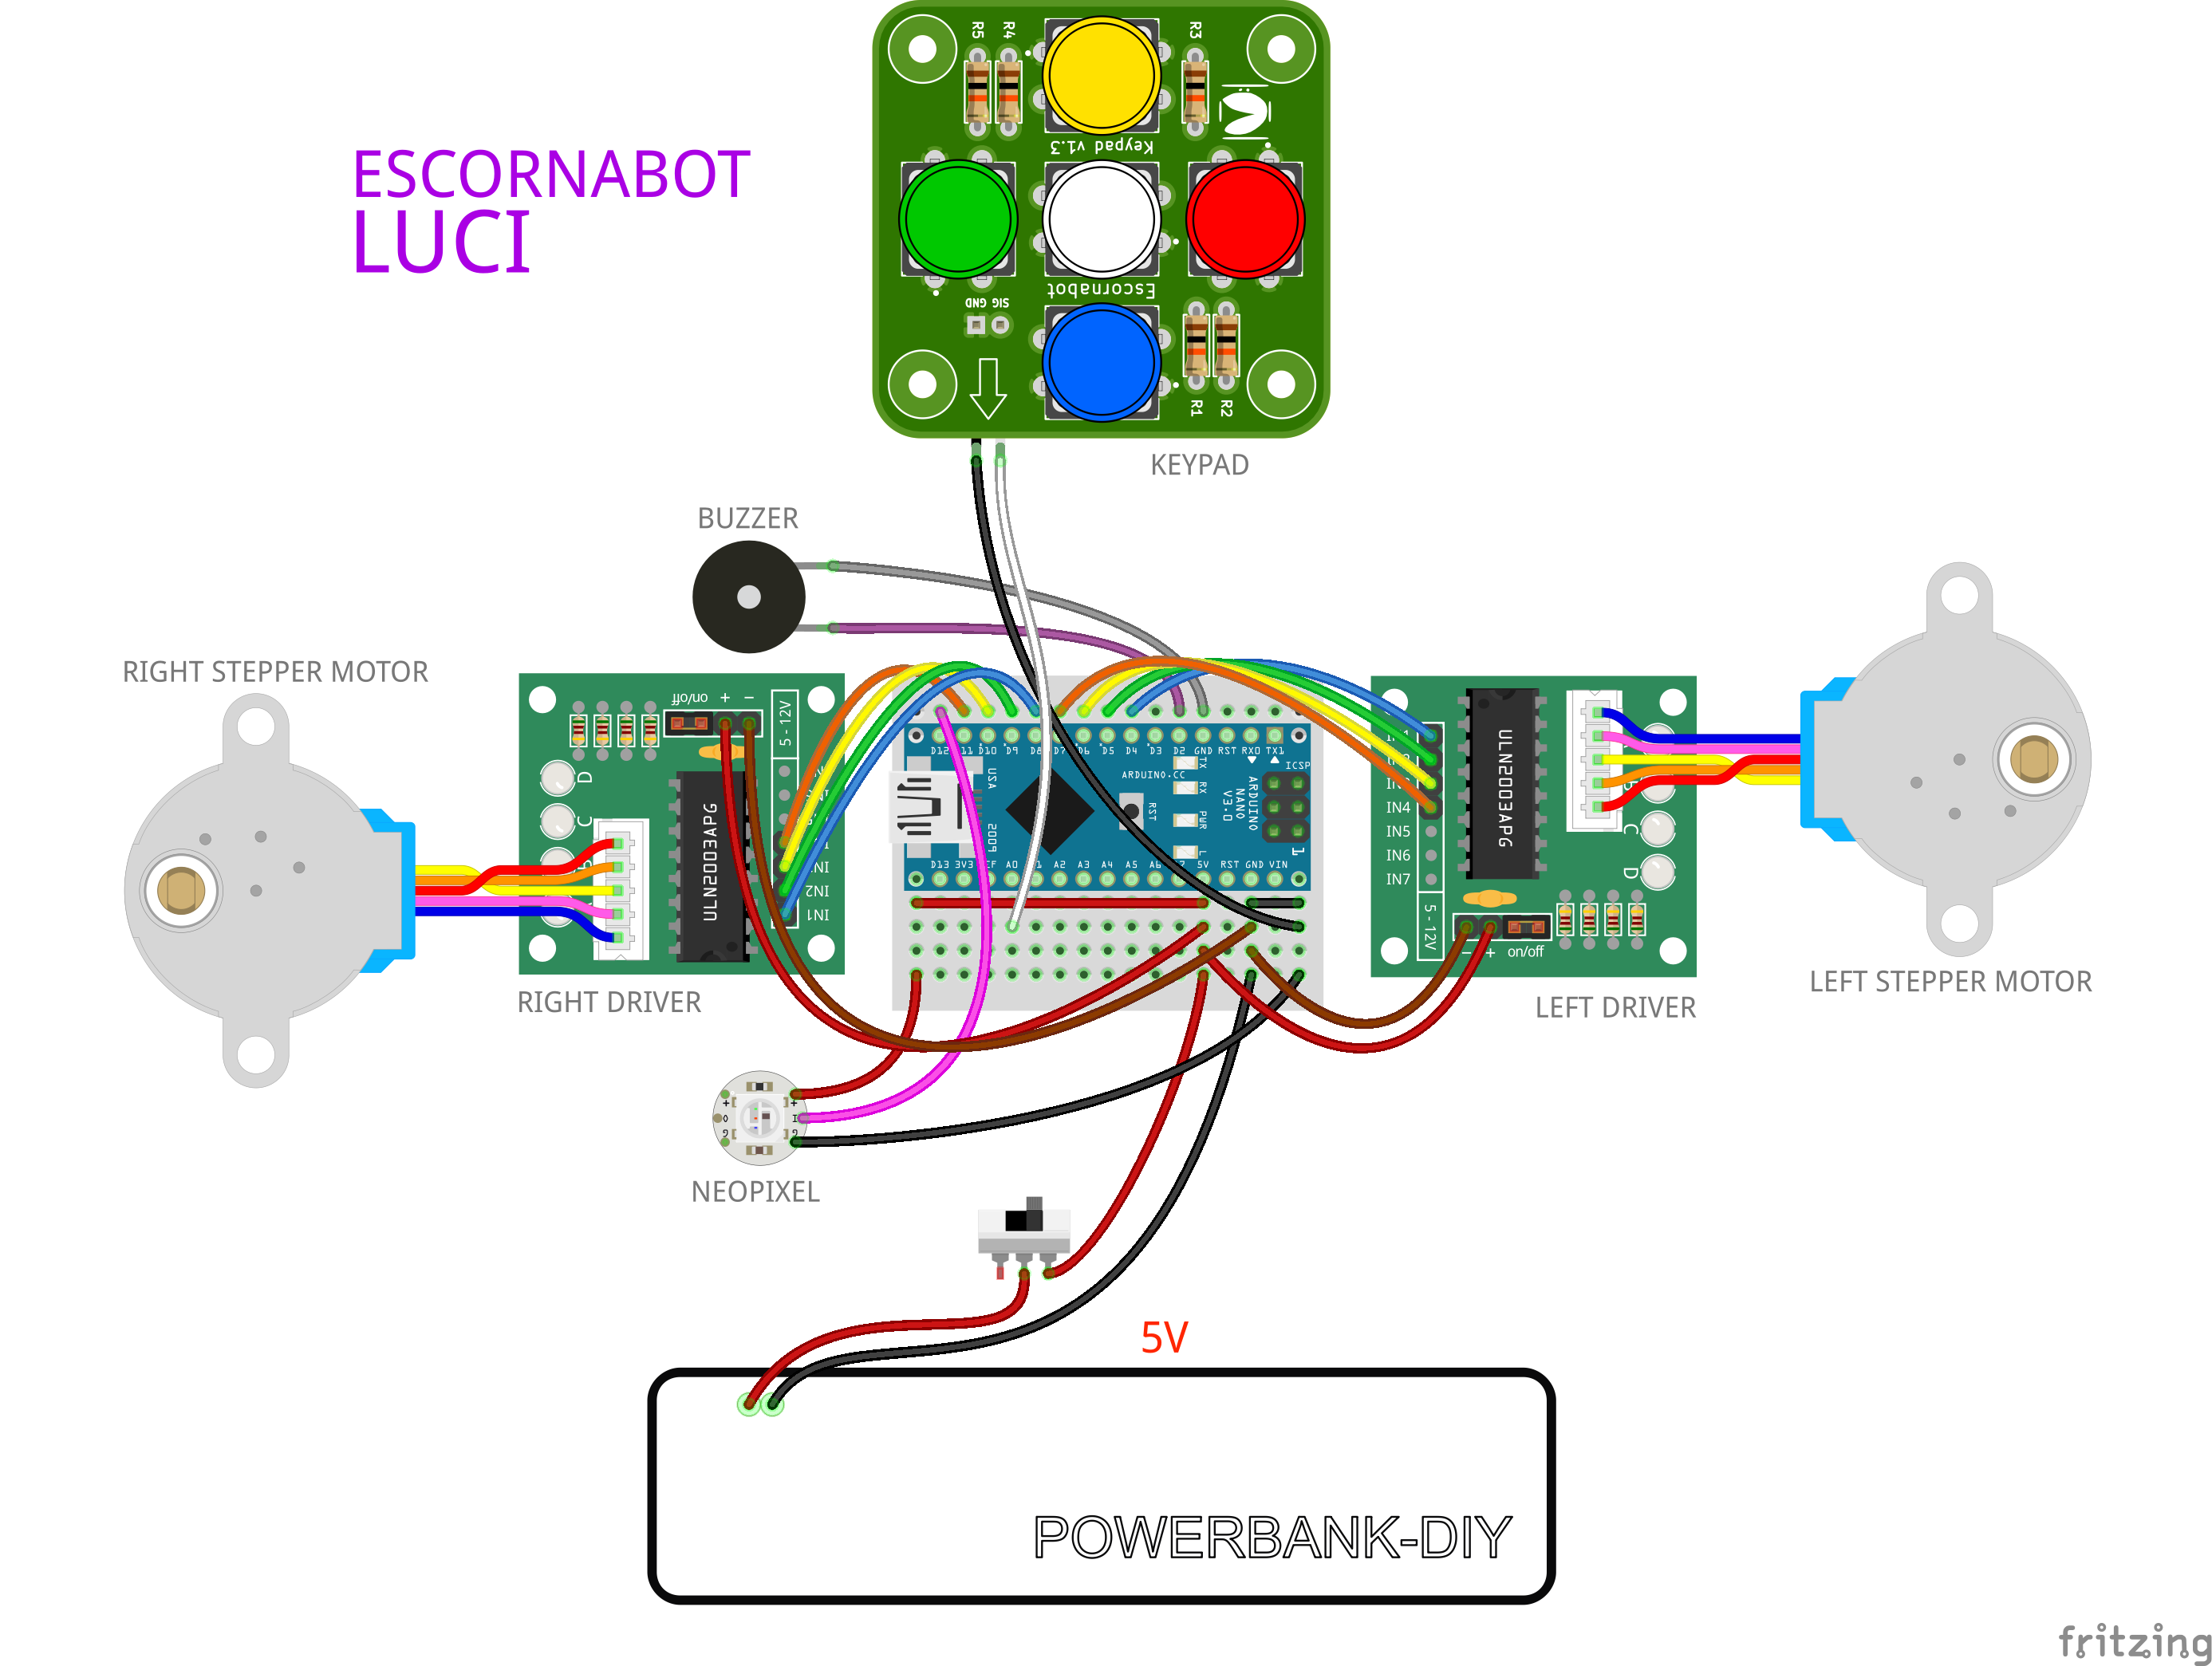 ESCORNABOT
LUCI
R5
R4
R3
Keypad v1.3
Escornabot
GND SIG
R1
R2
KEYPAD
BUZZER
RIGHT STEPPER MOTOR
on/off + −
5 - 12V
D
C
ULN2003APG
IN2
IN1
RIGHT DRIVER
D12 11 D10 D9 D8 D7 D6 D5 D4 D3 D2 GND RST RX0 TX1
USA
2009
ARDUINO.CC
RST
TX
RX
PWR
L
ARDUINO
NANO
V3.0
ICSP
1
D13 3V3 A0 A2 A3 A4 A5 A6 5V RST GND VIN
IN4
IN5
IN6
IN7
5 - 12V
ULN2003APG
C
D
− + on/off
LEFT DRIVER
LEFT STEPPER MOTOR
+ +
O I
G G
NEOPIXEL
5V
POWERBANK-DIY
fritzing